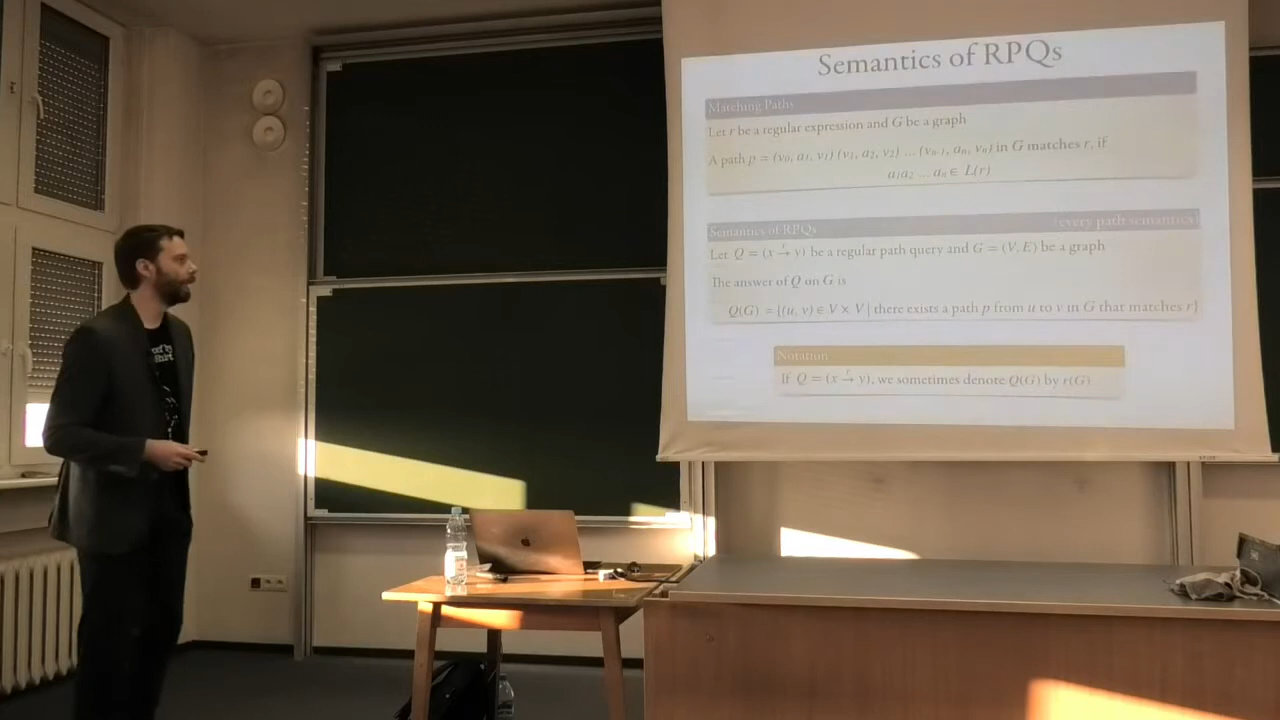 Semantics of RPQs
Matching Paths
Let r be a regular expression and G be a graph
A path p = (v₀, a₁, v₁) (v₁, a₂, v₂) ... (vₙ₋₁, aₙ, vₙ) in G matches r, if
a₁a₂ ... aₙ ∈ L(r)
Semantics of RPQs (every path semantics)
Let Q = (x →ʳ y) be a regular path query and G = (V, E) be a graph
The answer of Q on G is
Q(G) = {(u, v) ∈ V × V | there exists a path p from u to v in G that matches r}
Notation
If Q = (x →ʳ y), we sometimes denote Q(G) by r(G)